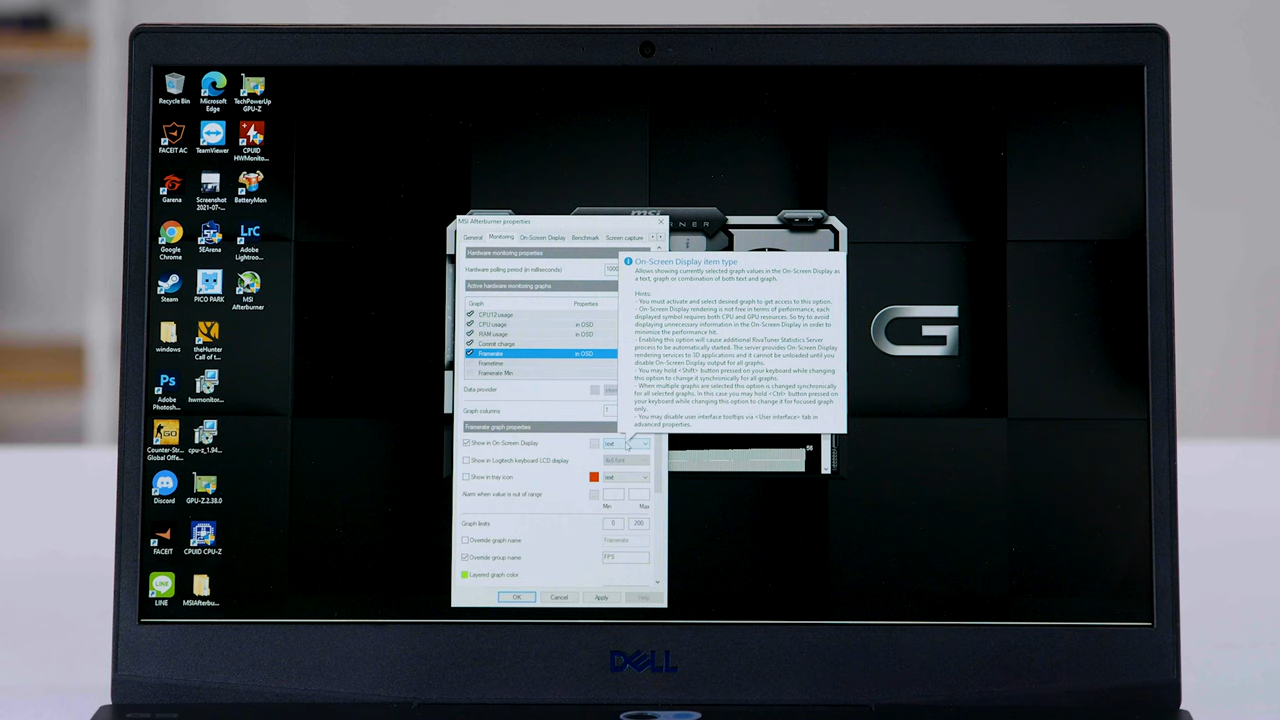 Recycle Bin
Microsoft Edge
TechPowerUp GPU-Z
FACEIT AC
TeamViewer
CPUID HWMonito...
Garena
Screenshot 2021-07-...
BatteryMon
Google Chrome
SEArena
Adobe Lightroo...
Lrc
Steam
PICO PARK
MSI Afterburner
windows
theHunter Call of t...
Ps
Adobe Photosh...
hwmonitor...
CS GO
Counter-Str... Global Offe...
cpu-z_1.94...
Discord
GPU-Z.2.38.0
FACEIT
CPUID CPU-Z
LINE
LINE
MSIAfterbu...
msi
RNER
MSI Afterburner properties
General
Monitoring
On-Screen Display
Benchmark
Screen capture
Hardware monitoring properties
Hardware polling period (in milliseconds)
1000
Active hardware monitoring graphs
Graph
Properties
CPU12 usage
CPU usage
in OSD
RAM usage
in OSD
Commit charge
Framerate
in OSD
Frametime
Framerate Min
Data provider
Graph columns
1
Framerate graph properties
Show in On-Screen Display
text
Show in Logitech keyboard LCD display
Show in tray icon
text
Alarm when value is out of range
Min
Max
Graph limits
0
200
Override graph name
Framerate
Override group name
FPS
Layered graph color
OK
Cancel
Apply
Help
On-Screen Display item type
Allows showing currently selected graph values in the On-Screen Display as
a text, graph or combination of both text and graph.
Hints:
- You must activate and select desired graph to get access to this option.
- On-Screen Display rendering is not free in terms of performance, each
displayed symbol requires both CPU and GPU resources. So try to avoid
displaying unnecessary information in the On-Screen Display in order to
minimize the performance hit.
- Enabling this option will cause additional RivaTuner Statistics Server
process to be automatically started. The server provides On-Screen Display
rendering services to 3D applications and it cannot be unloaded until you
disable On-Screen Display output for all graphs.
- You may hold <Shift> button pressed on your keyboard while changing
this option to change it synchronically for all graphs.
- When multiple graphs are selected this option is changed synchronically
for all selected graphs. In this case you may hold <Ctrl> button pressed on
your keyboard while changing this option to change it for focused graph
only.
- You may disable user interface tooltips via <User interface> tab in
advanced properties.
56
G
DELL